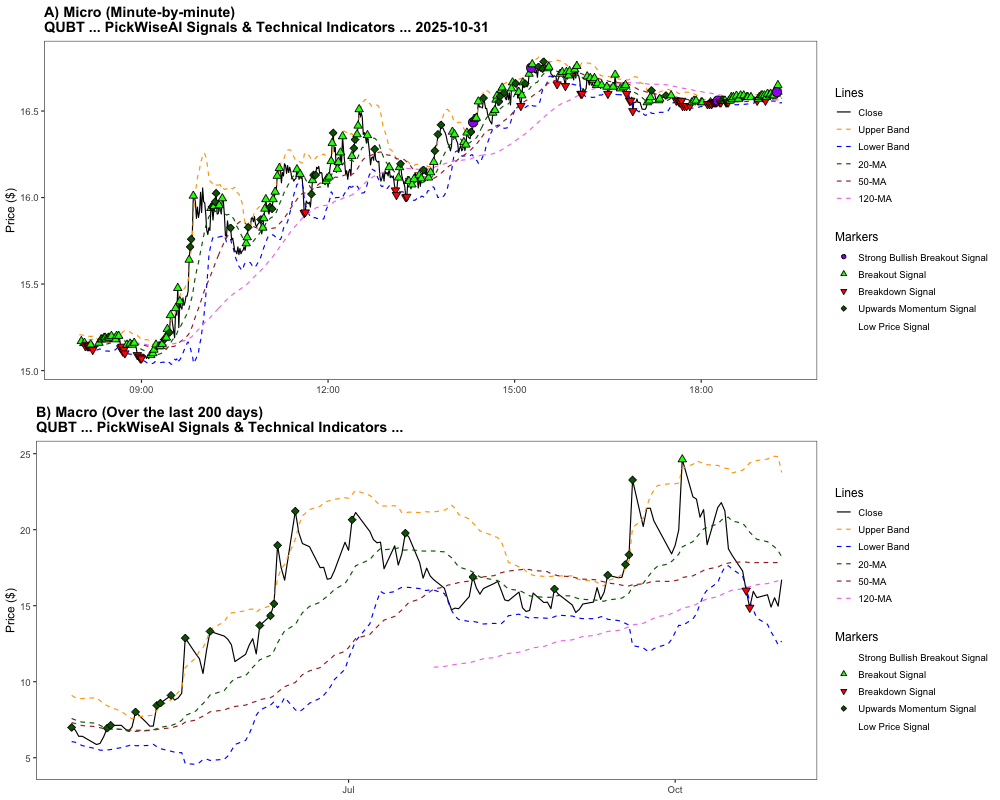 A) Micro (Minute-by-minute)
QUBT ... PickWiseAI Signals & Technical Indicators ... 2025-10-31
Price ($)
16.5
16.0
15.5
15.0
09:00
12:00
15:00
18:00
Lines
Close
Upper Band
Lower Band
20-MA
50-MA
120-MA
Markers
Strong Bullish Breakout Signal
Breakout Signal
Breakdown Signal
Upwards Momentum Signal
Low Price Signal
B) Macro (Over the last 200 days)
QUBT ... PickWiseAI Signals & Technical Indicators ...
Price ($)
25
20
15
10
5
Jul
Oct
Lines
Close
Upper Band
Lower Band
20-MA
50-MA
120-MA
Markers
Strong Bullish Breakout Signal
Breakout Signal
Breakdown Signal
Upwards Momentum Signal
Low Price Signal